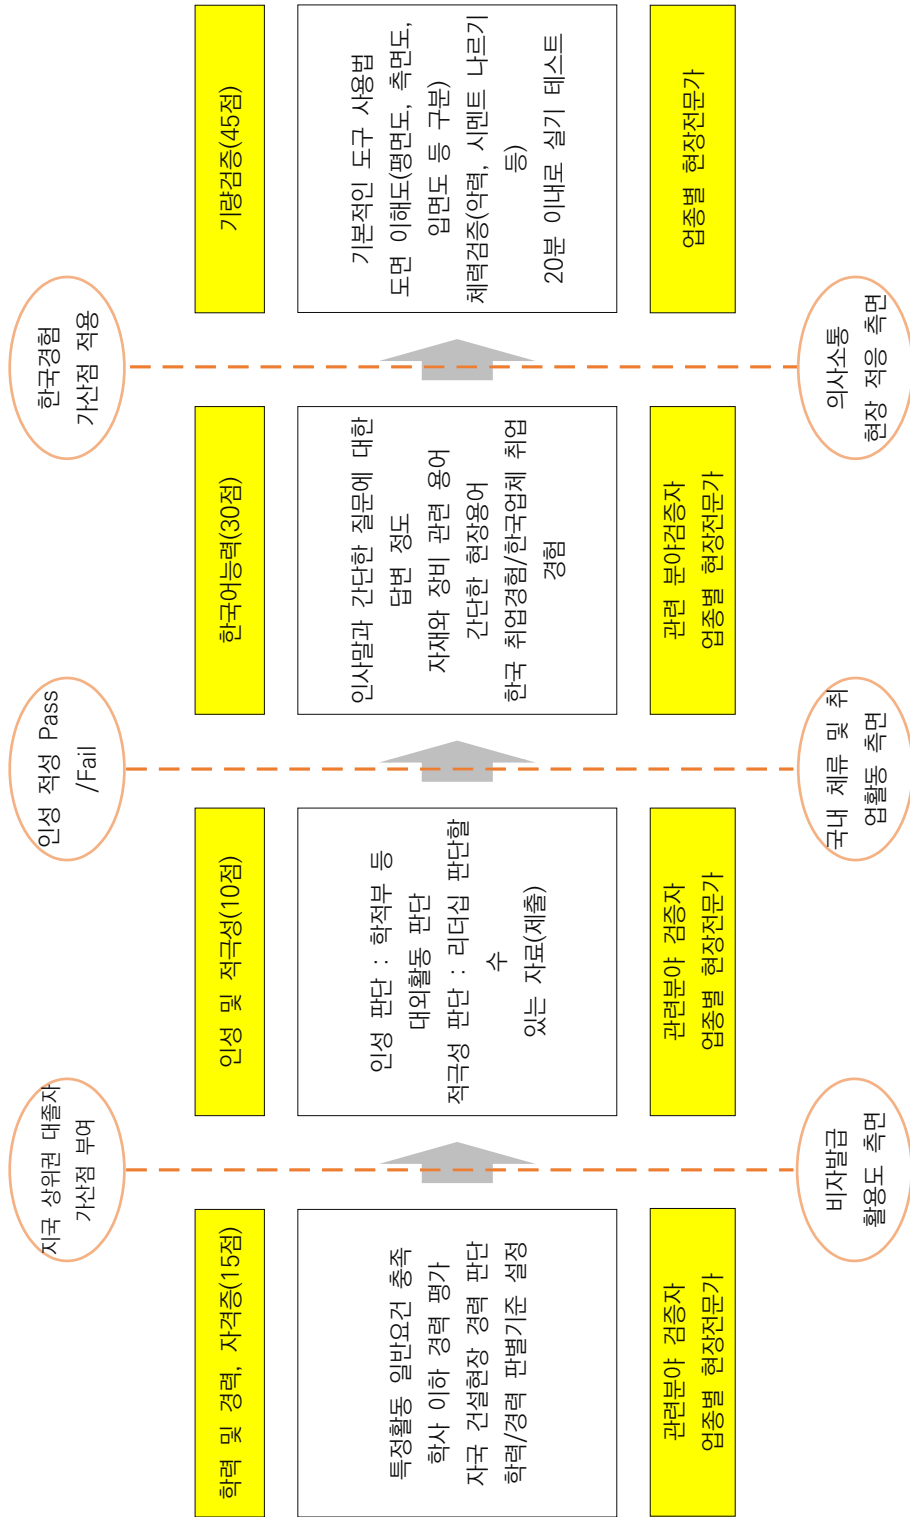 지국 상위권 대졸자
가산점 부여
인성 적성 Pass
/Fail
한국경험
가산점 적용
학력 및 경력, 자격증(15점)
인성 및 적극성(10점)
한국어능력(30점)
기량검증(45점)
특정활동 일반요건 충족
학사 이하 경력 평가
자국 건설현장 경력 판단
학력/경력 판별기준 설정
인성 판단 : 학적부 등
대외활동 판단
적극성 판단 : 리더십 판단할
수
있는 자료(제출)
인사말과 간단한 질문에 대한
답변 정도
자재와 장비 관련 용어
간단한 현장용어
한국 취업경험/한국업체 취업
경험
기본적인 도구 사용법
도면 이해도(평면도, 측면도,
입면도 등 구분)
체력검증(악력, 시멘트 나르기
등)
20분 이내로 실기 테스트
관련분야 검증자
업종별 현장전문가
관련분야 검증자
업종별 현장전문가
관련 분야검증자
업종별 현장전문가
업종별 현장전문가
비자발급
활용도 측면
국내 체류 및 취
업활동 측면
의사소통
현장 적응 측면